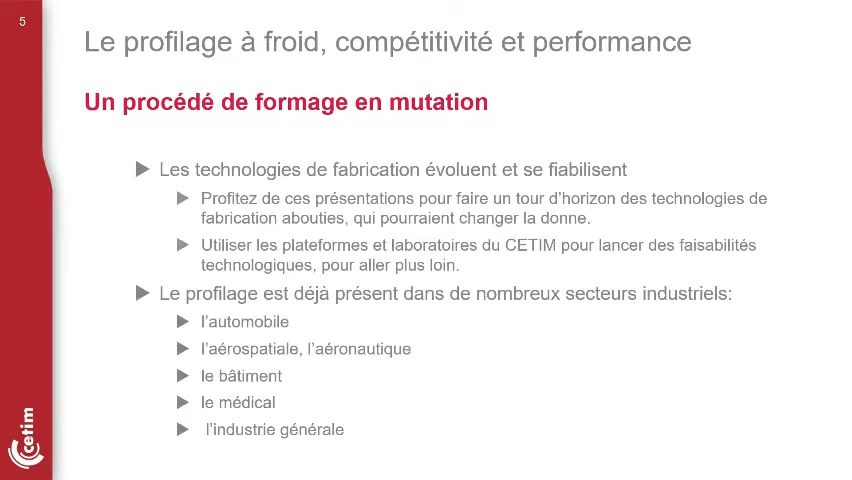 5
Le profilage à froid, compétitivité et performance
Un procédé de formage en mutation
Les technologies de fabrication évoluent et se fiabilisent
Profitez de ces présentations pour faire un tour d'horizon des technologies de
fabrication abouties, qui pourraient changer la donne.
Utiliser les plateformes et laboratoires du CETIM pour lancer des faisabilités
technologiques, pour aller plus loin.
Le profilage est déjà présent dans de nombreux secteurs industriels:
l'automobile
l'aérospatiale, l'aéronautique
le bâtiment
le médical
l'industrie générale
cetim